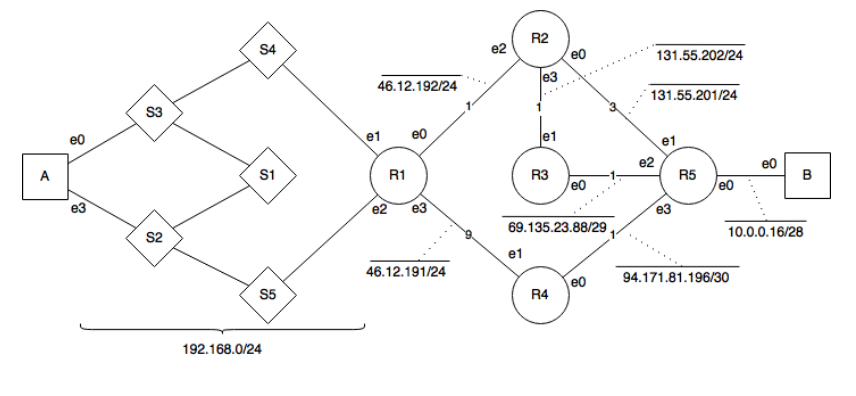 R2
S4
e2
e0
131.55.202/24
e3
46.12.192/24
131.55.201/24
1
1
3
S3
e0
e1
e0
e1
e1
e2
A
S1
R1
R3
1
R5
e0
B
e0
e0
e3
e2
e3
e3
69.135.23.88/29
10.0.0.16/28
S2
9
1
e1
46.12.191/24
94.171.81.196/30
e0
S5
R4
192.168.0/24